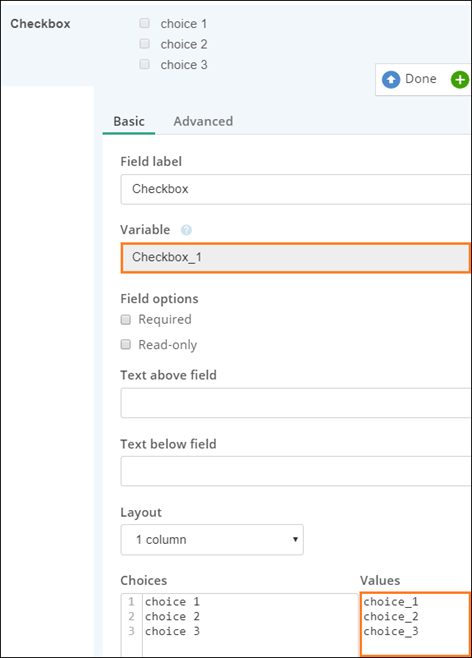 Checkbox
choice 1
choice 2
choice 3
Done
Basic Advanced
Field label
Checkbox
Variable ?
Checkbox_1
Field options
Required
Read-only
Text above field
Text below field
Layout
1 column
Choices Values
1 choice 1 choice_1
2 choice 2 choice_2
3 choice 3 choice_3